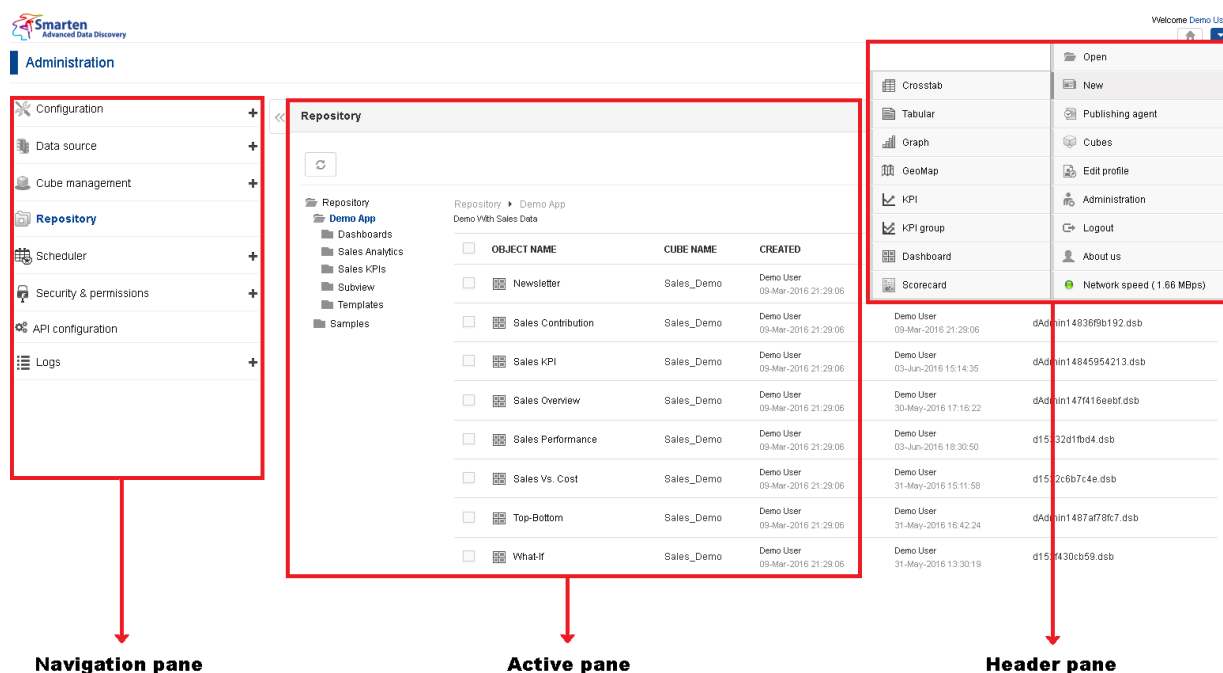 Smarten
Advanced Data Discovery
Welcome Demo Us
Administration
Configuration +
Data source +
Cube management +
Repository
Scheduler +
Security & permissions +
API configuration
Logs +
Repository
Repository
Demo App
Dashboards
Sales Analytics
Sales KPIs
Subview
Templates
Samples
Repository Demo App
Demo With Sales Data
OBJECT NAME CUBE NAME CREATED
Newsletter Sales_Demo Demo User
09-Mar-2016 21:29:06
Sales Contribution Sales_Demo Demo User Demo User dAdmin14836f9b192.dsb
09-Mar-2016 21:29:06 09-Mar-2016 21:29:06
Sales KPI Sales_Demo Demo User Demo User dAdmin14845954213.dsb
09-Mar-2016 21:29:06 03-Jun-2016 15:14:35
Sales Overview Sales_Demo Demo User Demo User dAdmin147f416eebf.dsb
09-Mar-2016 21:29:06 30-May-2016 17:16:22
Sales Performance Sales_Demo Demo User Demo User d15332d1fbd4.dsb
09-Mar-2016 21:29:06 03-Jun-2016 18:30:50
Sales Vs. Cost Sales_Demo Demo User Demo User
09-Mar-2016 21:29:06 31-May-2016 15:11:58
Top-Bottom Sales_Demo Demo User Demo User dAdmin1487af78fc7.dsb
09-Mar-2016 21:29:06 31-May-2016 16:42:24
What-If Sales_Demo Demo User Demo User
09-Mar-2016 21:29:06 31-May-2016 13:30:19
Crosstab
Tabular
Graph
GeoMap
KPI
KPI group
Dashboard
Scorecard
Open
New
Publishing agent
Cubes
Edit profile
Administration
Logout
About us
Network speed ( 1.66 MBps)
Navigation pane
Active pane
Header pane